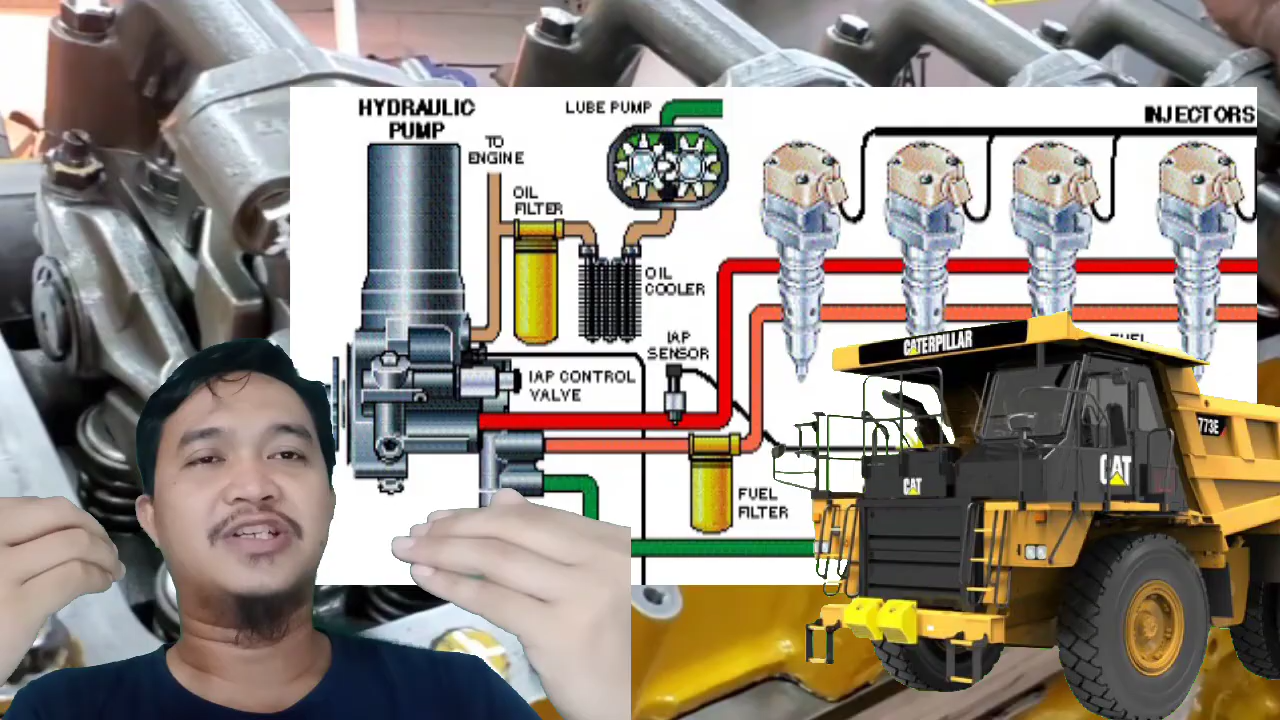 HYDRAULIC
PUMP
TO
ENGINE
LUBE PUMP
INJECTORS
OIL
FILTER
OIL
COOLER
IAP
SENSOR
IAP CONTROL
VALVE
FUEL
FUEL
FILTER
CATERPILLAR
773E
CAT
CAT